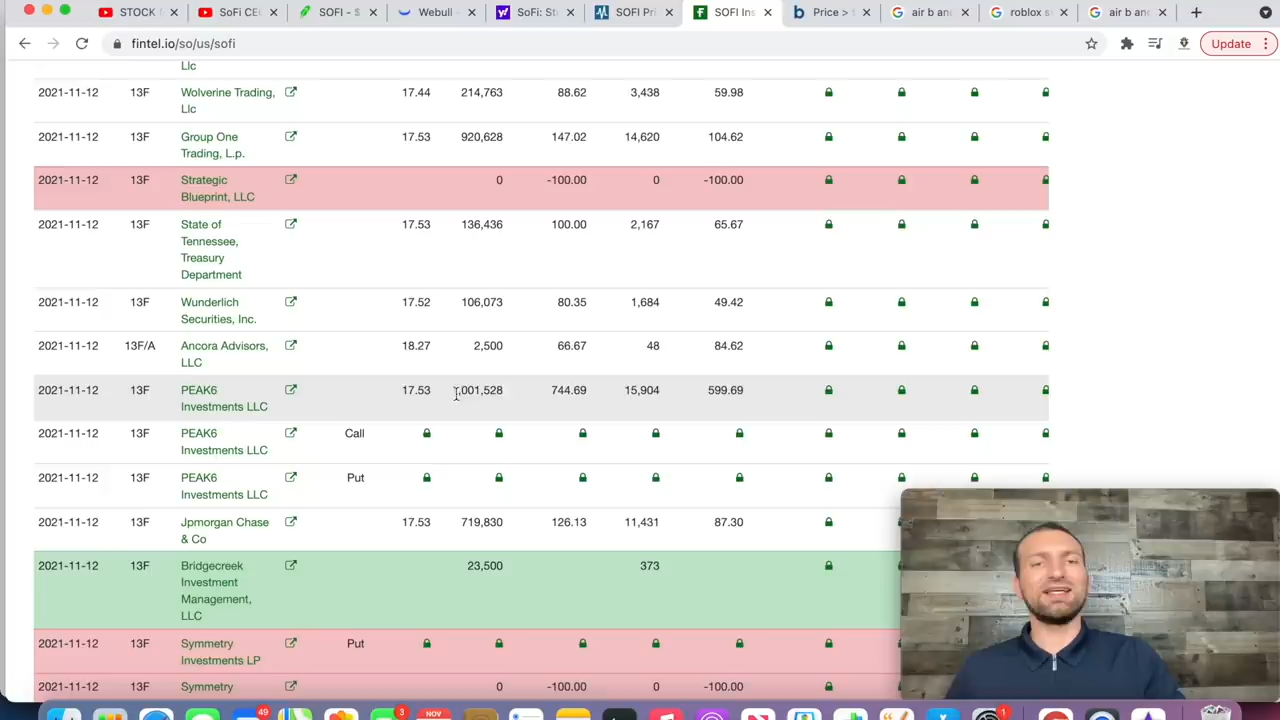 STOCK
SoFi CEO
SOFI - $
Webull -
SoFi: St
SOFI Pri
SOFI Ins
Price >
air b and
roblox s
air b and
fintel.io/so/us/sofi
Update
Llc
2021-11-12 13F Wolverine Trading, 17.44 214,763 88.62 3,438 59.98
Llc
2021-11-12 13F Group One 17.53 920,628 147.02 14,620 104.62
Trading, L.p.
2021-11-12 13F Strategic 0 -100.00 0 -100.00
Blueprint, LLC
2021-11-12 13F State of 17.53 136,436 100.00 2,167 65.67
Tennessee,
Treasury
Department
2021-11-12 13F Wunderlich 17.52 106,073 80.35 1,684 49.42
Securities, Inc.
2021-11-12 13F/A Ancora Advisors, 18.27 2,500 66.67 48 84.62
LLC
2021-11-12 13F PEAK6 17.53 ,001,528 744.69 15,904 599.69
Investments LLC
2021-11-12 13F PEAK6 Call
Investments LLC
2021-11-12 13F PEAK6 Put
Investments LLC
2021-11-12 13F Jpmorgan Chase 17.53 719,830 126.13 11,431 87.30
& Co
2021-11-12 13F Bridgecreek 23,500 373
Investment
Management,
LLC
2021-11-12 13F Symmetry Put
Investments LP
2021-11-12 13F Symmetry 0 -100.00 0 -100.00
49
3
NOV
1